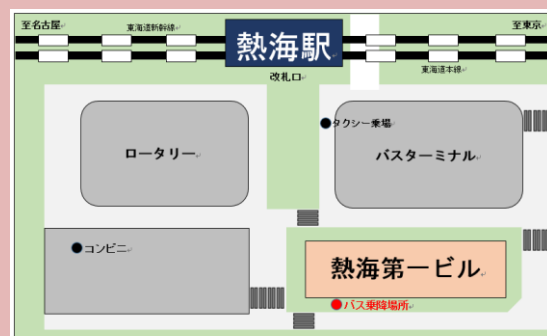 至名古屋
東海道新幹線
熱海駅
至東京
改札口
東海道本線
タクシー乗場
ロータリー
バスターミナル
コンビニ
熱海第一ビル
バス乗降場所